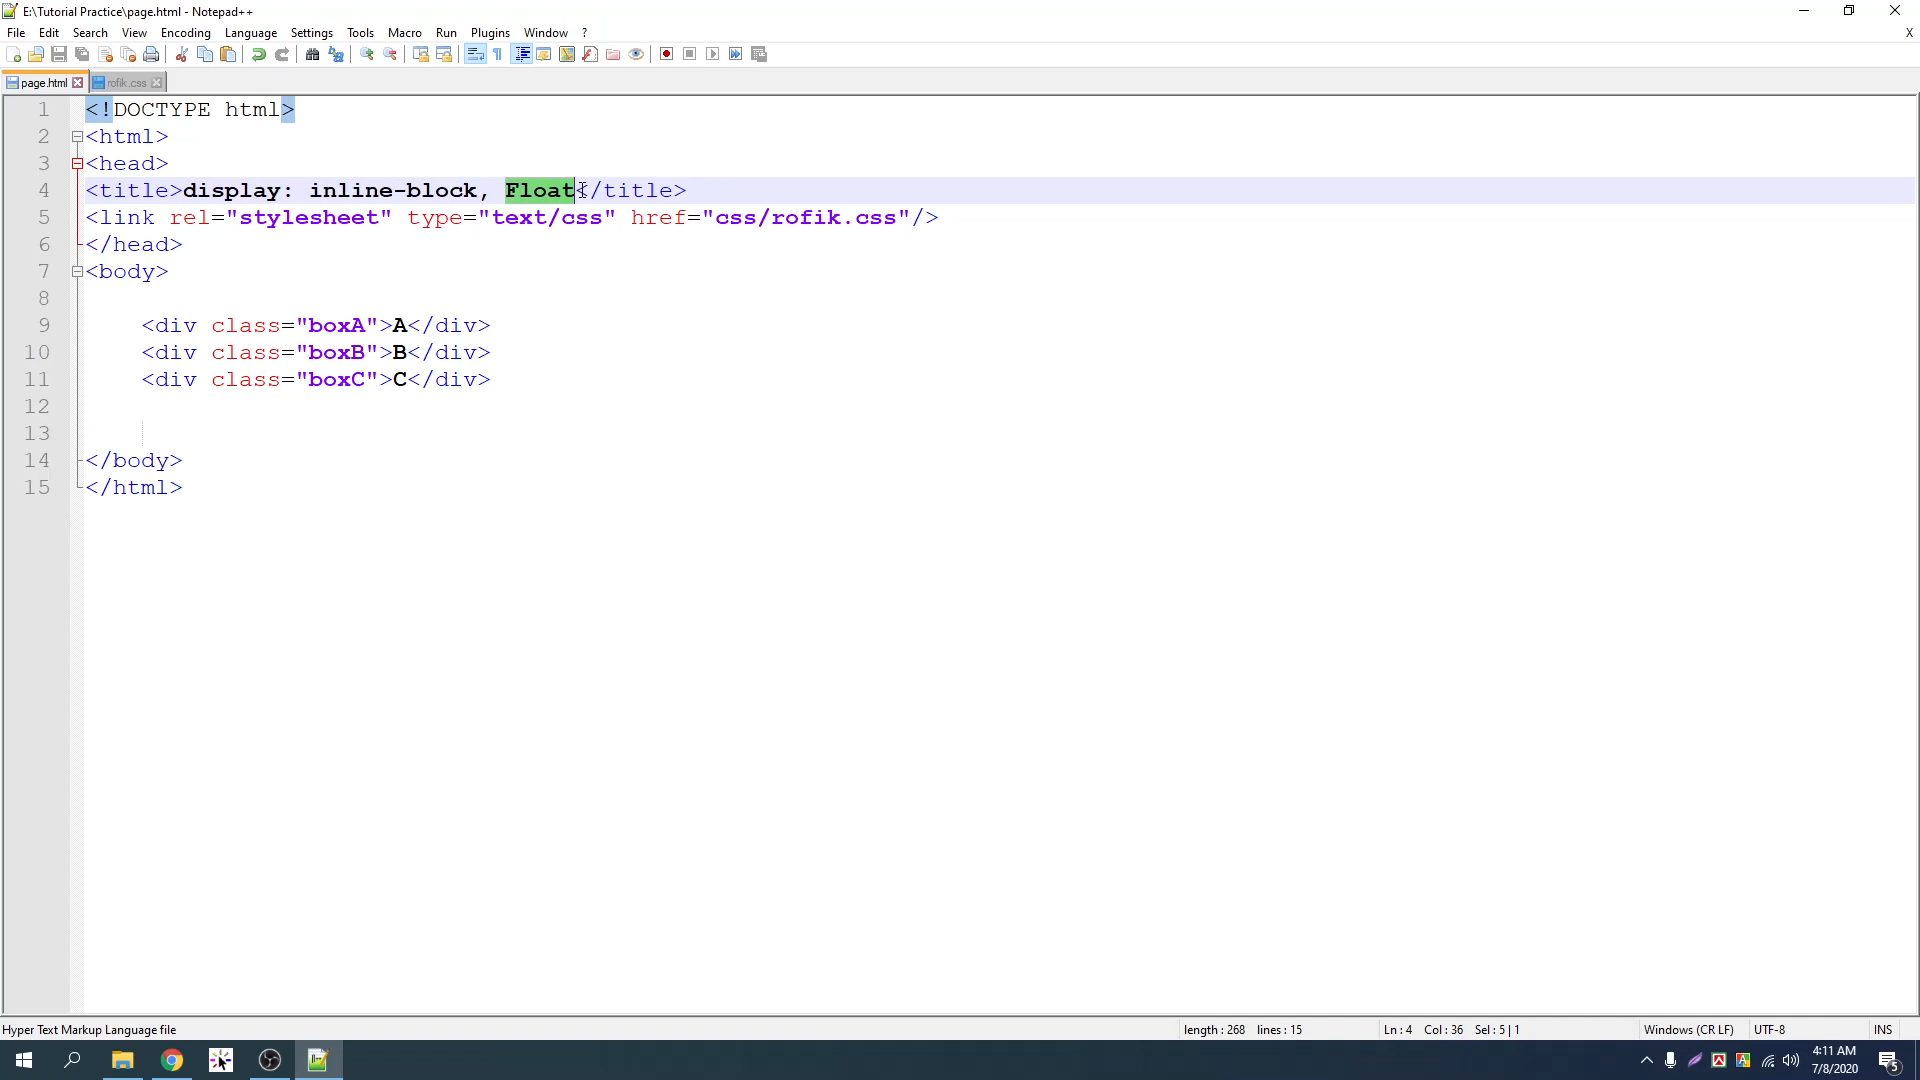 E:\Tutorial Practice\page.html - Notepad++
File Edit Search View Encoding Language Settings Tools Macro Run Plugins Window ? X
page.html rofik.css
1 <!DOCTYPE html>
2 <html>
3 <head>
4 <title>display: inline-block, Float</title>
5 <link rel="stylesheet" type="text/css" href="css/rofik.css"/>
6 </head>
7 <body>
8
9 <div class="boxA">A</div>
10 <div class="boxB">B</div>
11 <div class="boxC">C</div>
12
13
14 </body>
15 </html>
Hyper Text Markup Language file length : 268 lines : 15 Ln : 4 Col : 36 Sel : 5 | 1 Windows (CR LF) UTF-8 INS
4:11 AM
7/8/2020
5